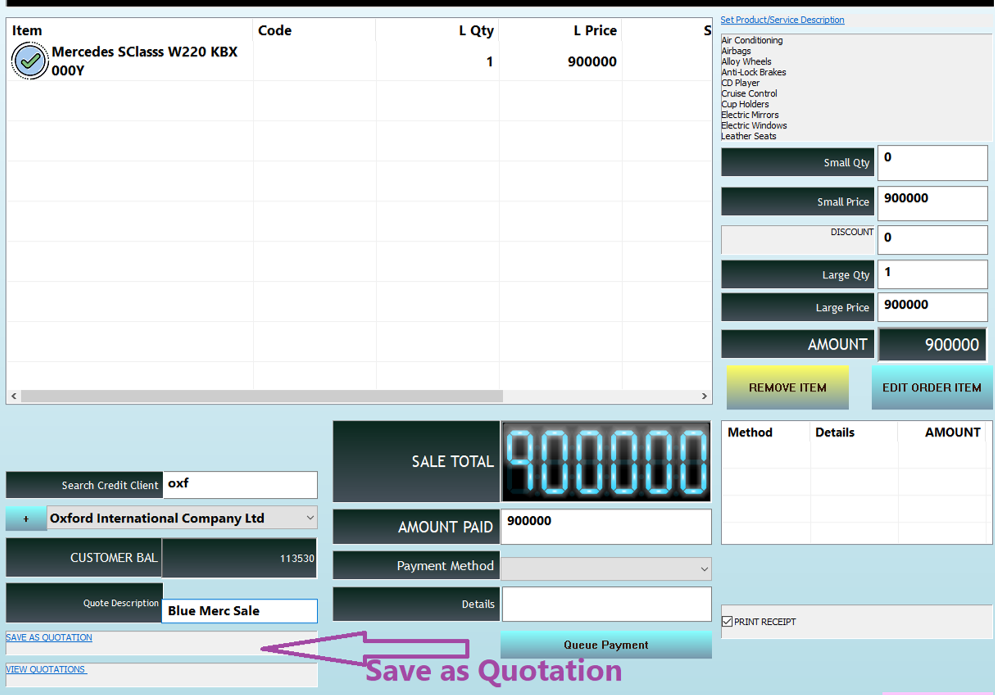 Item Code L Qty L Price S
Mercedes SClasss W220 KBX
000Y
1 900000
Set Product/Service Description
Air Conditioning
Airbags
Alloy Wheels
Anti-Lock Brakes
CD Player
Cruise Control
Cup Holders
Electric Mirrors
Electric Windows
Leather Seats
Small Qty 0
Small Price 900000
DISCOUNT 0
Large Qty 1
Large Price 900000
AMOUNT 900000
REMOVE ITEM EDIT ORDER ITEM
Search Credit Client oxf
+ Oxford International Company Ltd
CUSTOMER BAL 113530
Quote Description Blue Merc Sale
SAVE AS QUOTATION
VIEW QUOTATIONS
SALE TOTAL 900000
AMOUNT PAID 900000
Payment Method
Details
Queue Payment
Save as Quotation
Method Details AMOUNT
PRINT RECEIPT